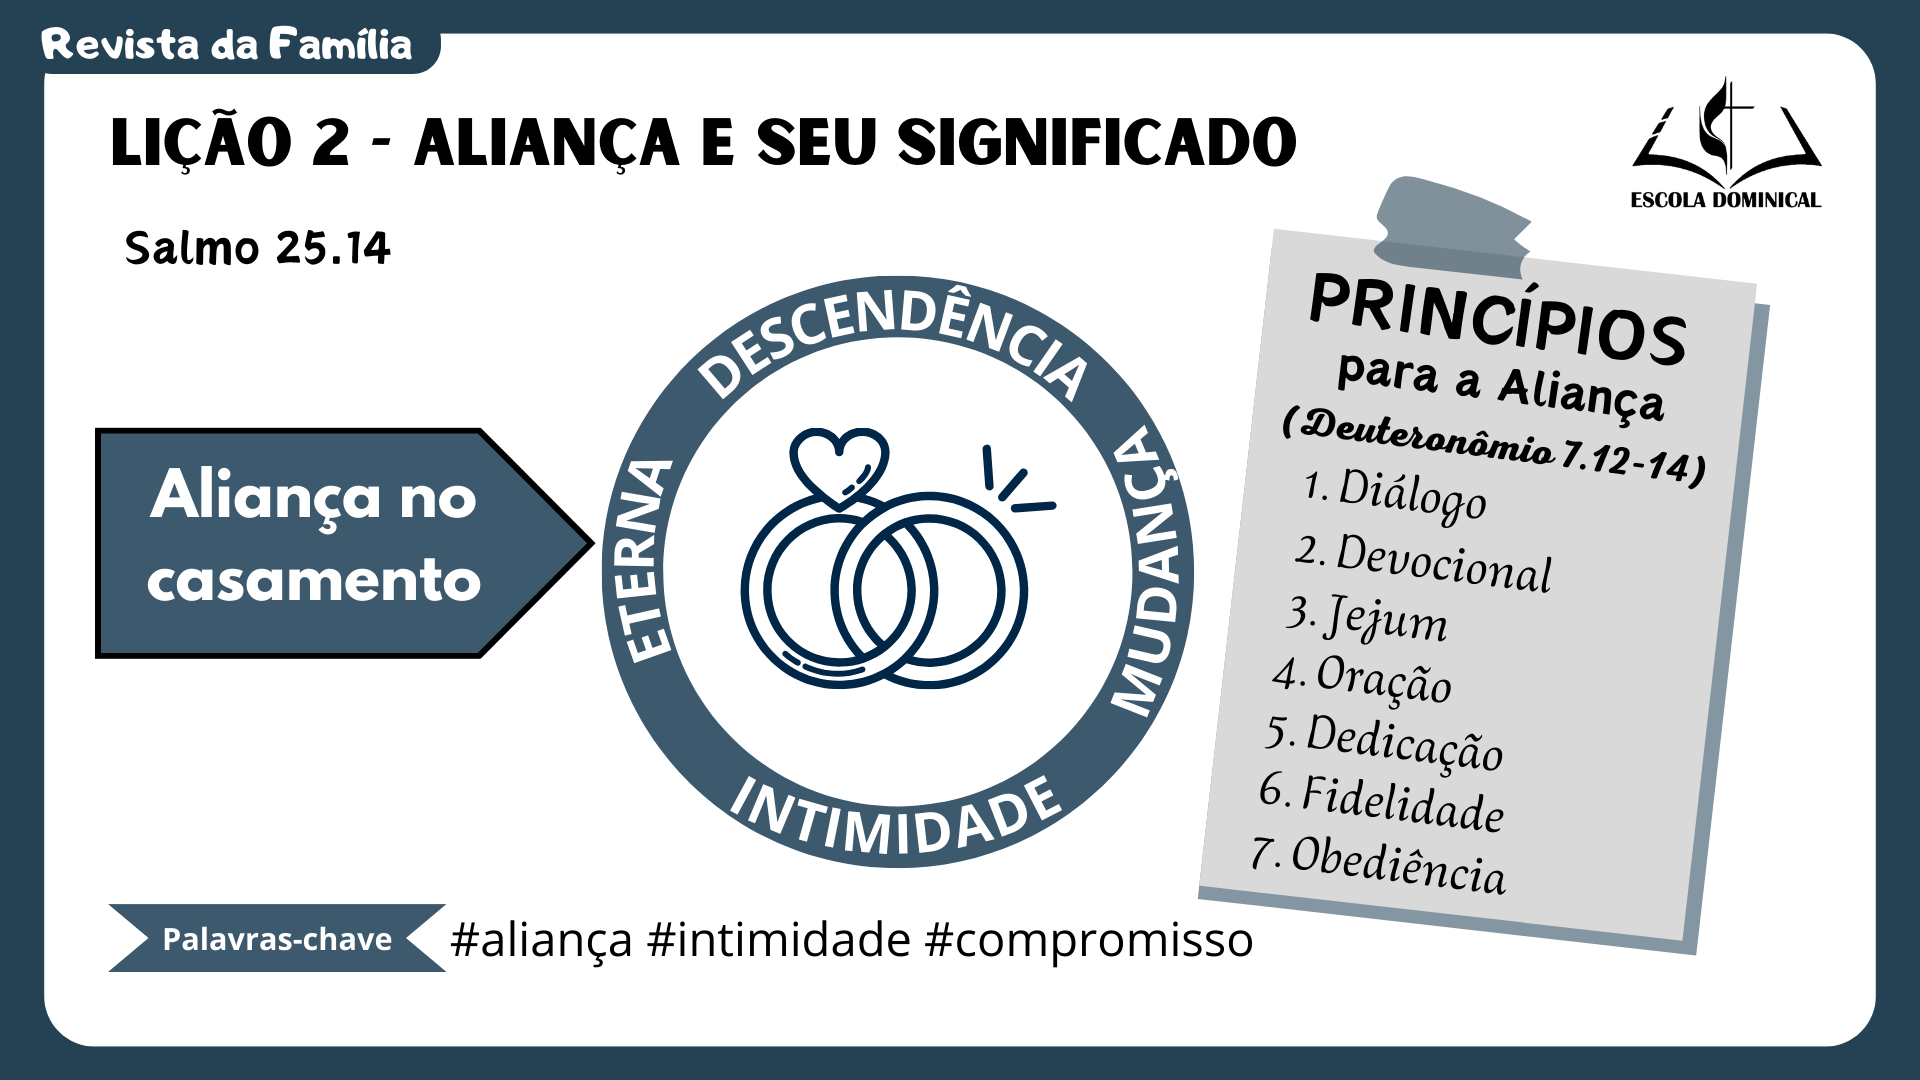 Revista da Família
LIÇÃO 2 - ALIANÇA E SEU SIGNIFICADO
ESCOLA DOMINICAL
Salmo 25.14
Aliança no
casamento
DESCENDÊNCIA
MUDANÇA
INTIMIDADE
ETERNA
PRINCÍPIOS
para a Aliança
(Deuteronômio 7.12-14)
1. Diálogo
2. Devocional
3. Jejum
4. Oração
5. Dedicação
6. Fidelidade
7. Obediência
Palavras-chave
#aliança #intimidade #compromisso